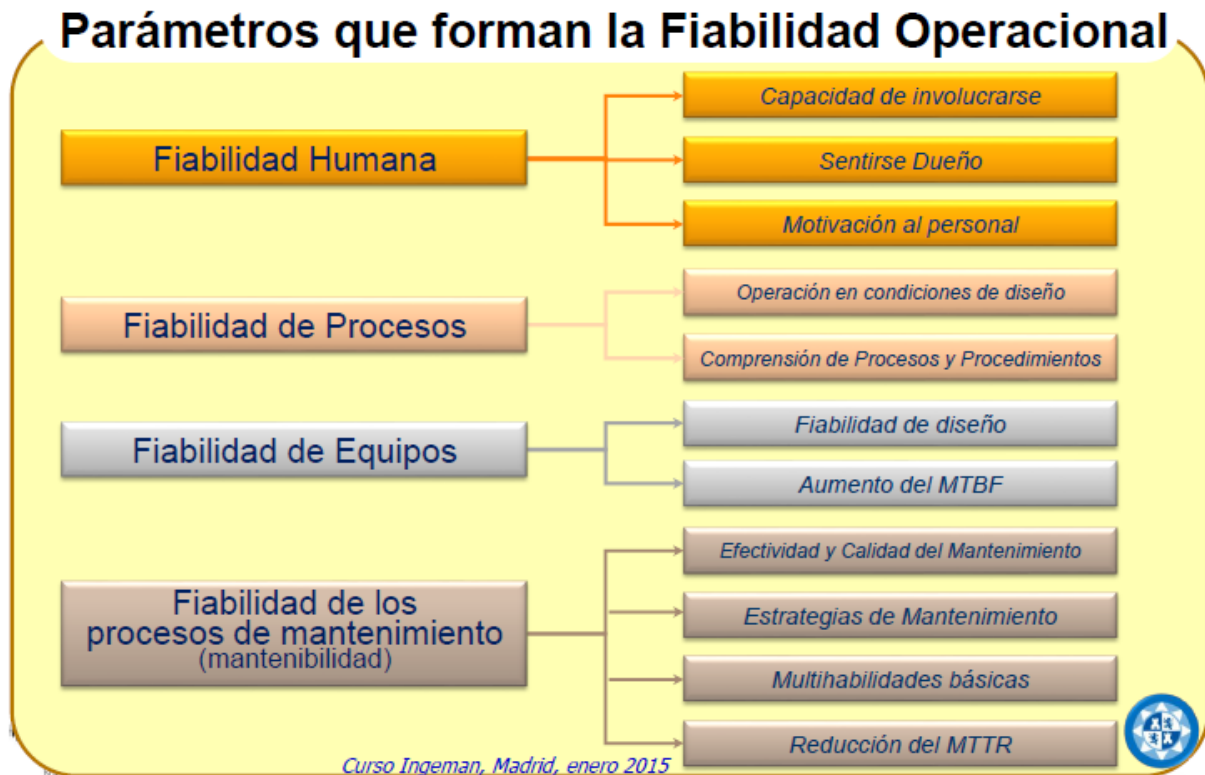 Parámetros que forman la Fiabilidad Operacional
Fiabilidad Humana
Capacidad de involucrarse
Sentirse Dueño
Motivación al personal
Fiabilidad de Procesos
Operación en condiciones de diseño
Comprensión de Procesos y Procedimientos
Fiabilidad de Equipos
Fiabilidad de diseño
Aumento del MTBF
Fiabilidad de los
procesos de mantenimiento
(mantenibilidad)
Efectividad y Calidad del Mantenimiento
Estrategias de Mantenimiento
Multihabilidades básicas
Reducción del MTTR
Curso Ingeman, Madrid, enero 2015